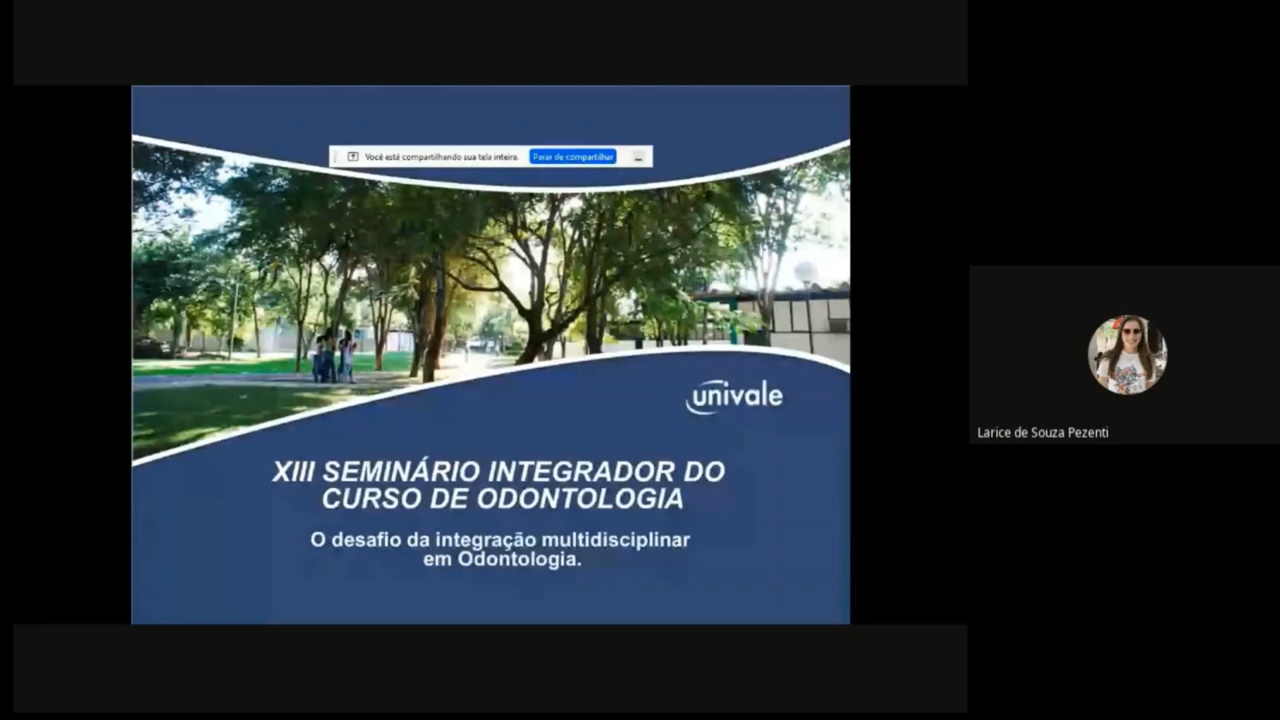 Você está compartilhando sua tela inteira.
Parar de compartilhar
univale
XIII SEMINÁRIO INTEGRADOR DO
CURSO DE ODONTOLOGIA
O desafio da integração multidisciplinar
em Odontologia.
Larice de Souza Pezenti